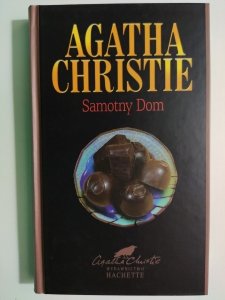 AGATHA
CHRISTIE
Samotny Dom
Agatha Christie
WYDAWNICTWO
HACHETTE